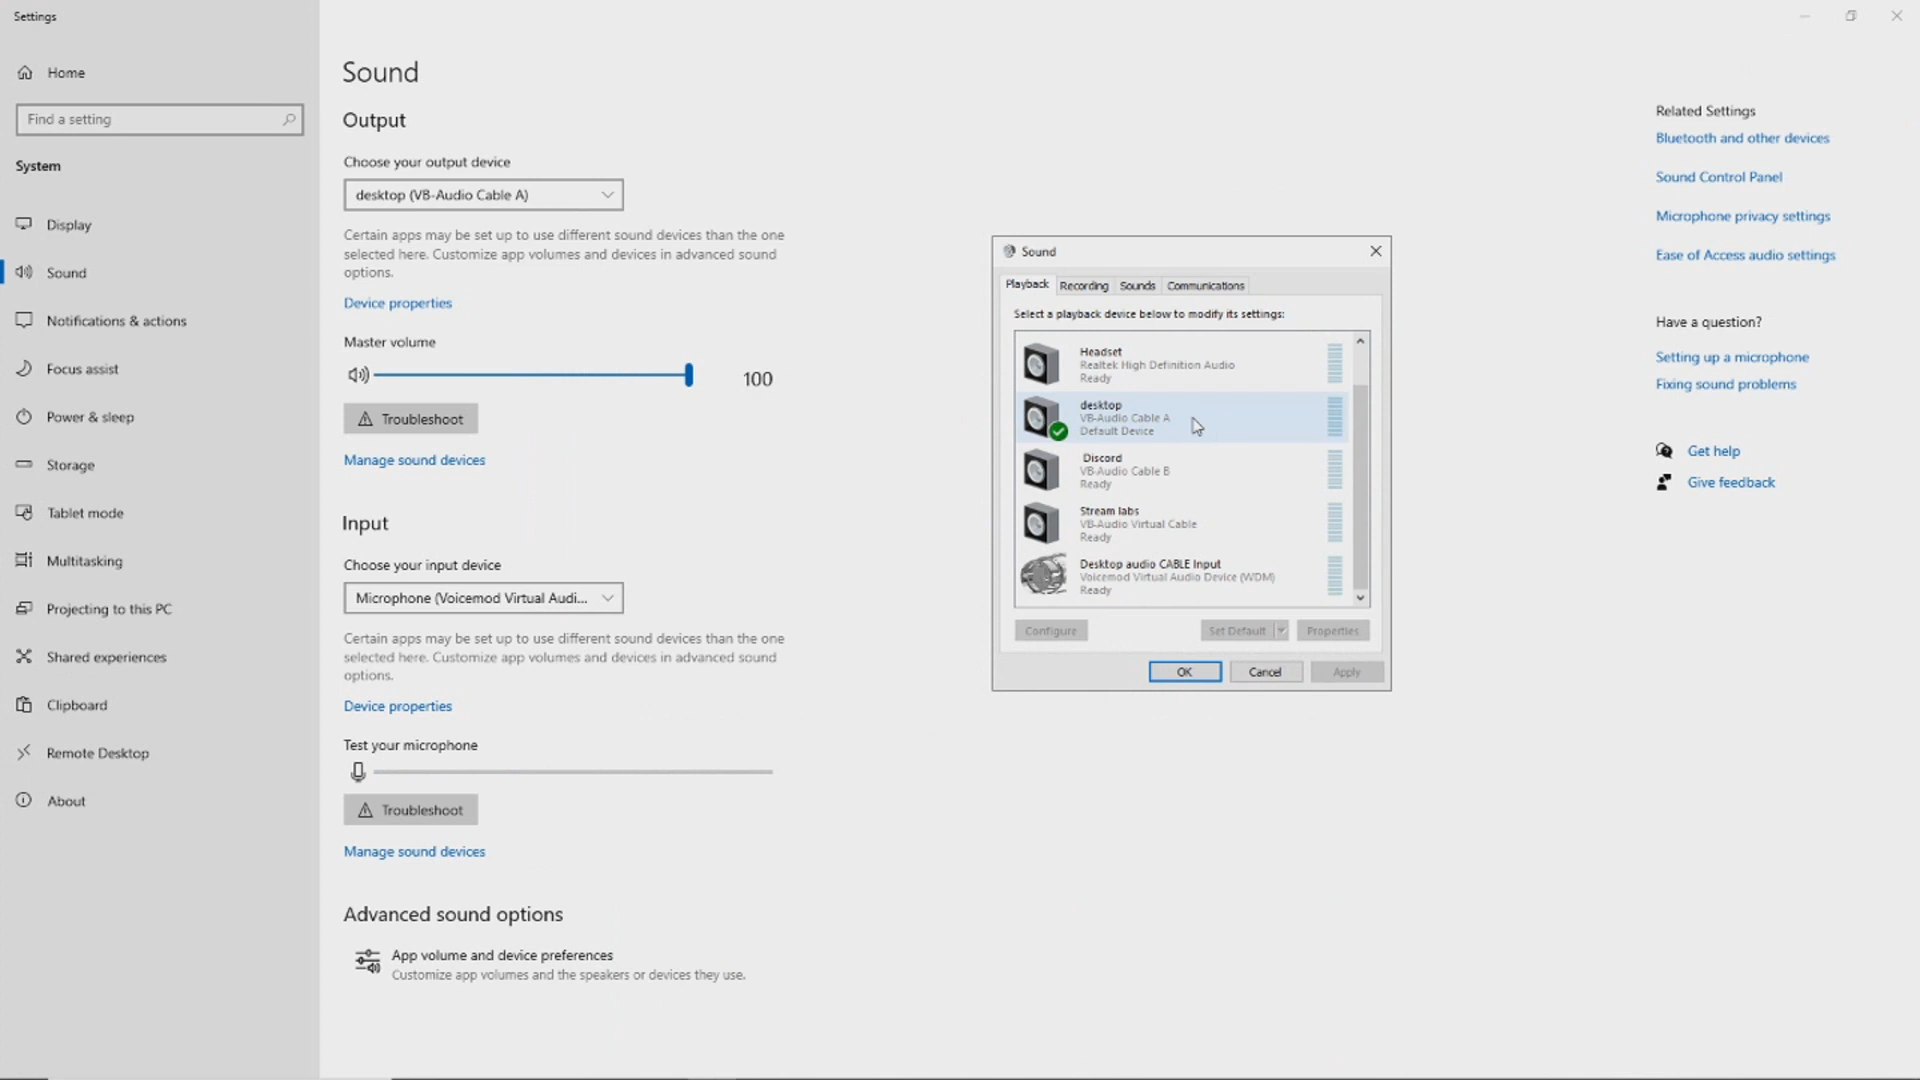 Settings
Home
Find a setting
System
Display
Sound
Notifications & actions
Focus assist
Power & sleep
Storage
Tablet mode
Multitasking
Projecting to this PC
Shared experiences
Clipboard
Remote Desktop
About
Sound
Output
Choose your output device
desktop (VB-Audio Cable A)
Certain apps may be set up to use different sound devices than the one
selected here. Customize app volumes and devices in advanced sound
options.
Device properties
Master volume
100
Troubleshoot
Manage sound devices
Input
Choose your input device
Microphone (Voicemod Virtual Audi...
Certain apps may be set up to use different sound devices than the one
selected here. Customize app volumes and devices in advanced sound
options.
Device properties
Test your microphone
Troubleshoot
Manage sound devices
Advanced sound options
App volume and device preferences
Customize app volumes and the speakers or devices they use.
Sound
Playback Recording Sounds Communications
Select a playback device below to modify its settings:
Headset
Realtek High Definition Audio
Ready
desktop
VB-Audio Cable A
Default Device
Discord
VB-Audio Cable B
Ready
Stream labs
VB-Audio Virtual Cable
Ready
Desktop audio CABLE Input
Voicemod Virtual Audio Device (WDM)
Ready
Configure Set Default Properties
OK Cancel Apply
Related Settings
Bluetooth and other devices
Sound Control Panel
Microphone privacy settings
Ease of Access audio settings
Have a question?
Setting up a microphone
Fixing sound problems
Get help
Give feedback